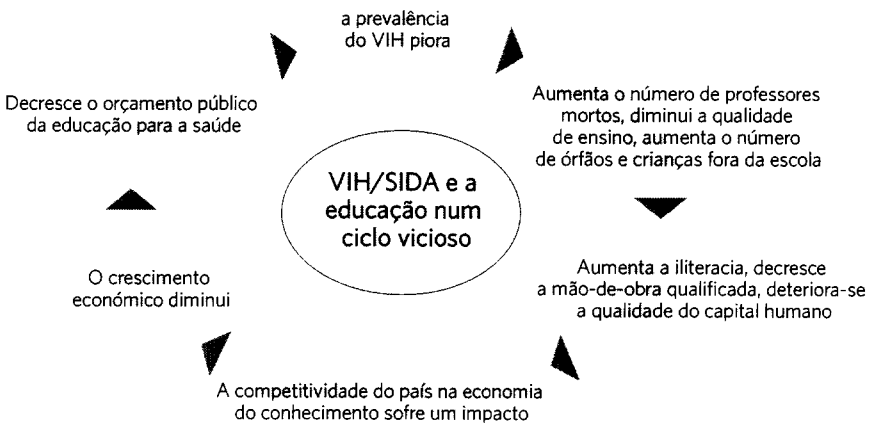 a prevalência
do VIH piora
Aumenta o número de professores
mortos, diminui a qualidade
de ensino, aumenta o número
de órfãos e crianças fora da escola
Aumenta a iliteracia, decresce
a mão-de-obra qualificada, deteriora-se
a qualidade do capital humano
A competitividade do país na economia
do conhecimento sofre um impacto
O crescimento
económico diminui
Decresce o orçamento público
da educação para a saúde
VIH/SIDA e a
educação num
ciclo vicioso